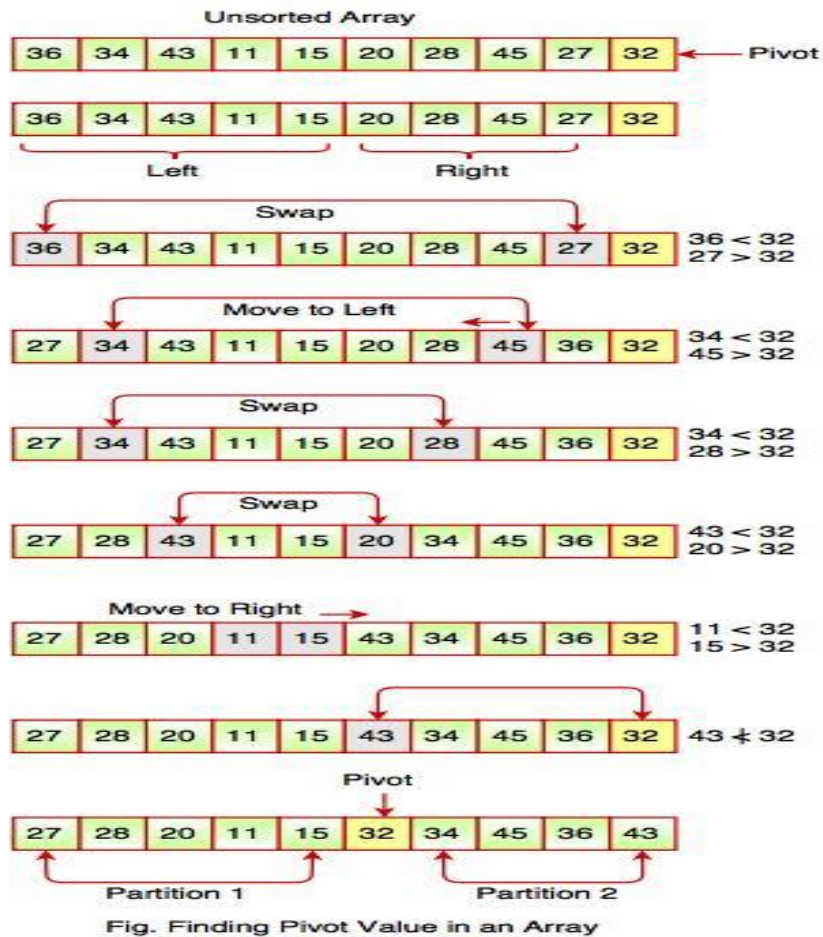 Unsorted Array
36 34 43 11 15 20 28 45 27 32 Pivot
36 34 43 11 15 20 28 45 27 32
Left Right
Swap
36 34 43 11 15 20 28 45 27 32 36 < 32
27 > 32
Move to Left
27 34 43 11 15 20 28 45 36 32 34 < 32
45 > 32
Swap
27 34 43 11 15 20 28 45 36 32 34 < 32
28 > 32
Swap
27 28 43 11 15 20 34 45 36 32 43 < 32
20 > 32
Move to Right
27 28 20 11 15 43 34 45 36 32 11 < 32
15 > 32
27 28 20 11 15 43 34 45 36 32 43 ≮ 32
Pivot
27 28 20 11 15 32 34 45 36 43
Partition 1 Partition 2
Fig. Finding Pivot Value in an Array